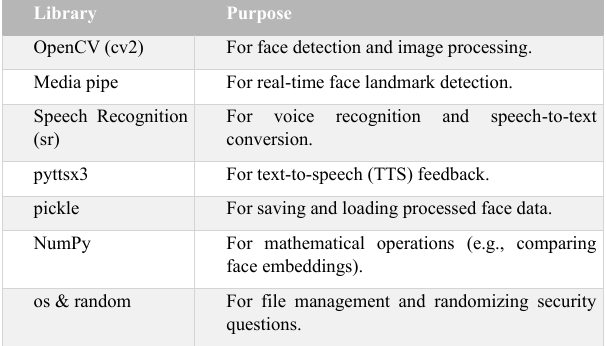 Library Purpose
OpenCV (cv2) For face detection and image processing.
Media pipe For real-time face landmark detection.
Speech Recognition For voice recognition and speech-to-text
(sr) conversion.
pyttsx3 For text-to-speech (TTS) feedback.
pickle For saving and loading processed face data.
NumPy For mathematical operations (e.g., comparing
face embeddings).
os & random For file management and randomizing security
questions.